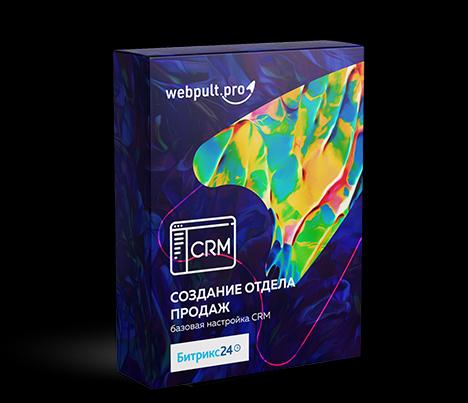 webpult.pro
CRM
СОЗДАНИЕ ОТДЕЛА
ПРОДАЖ
базовая настройка CRM
Битрикс24